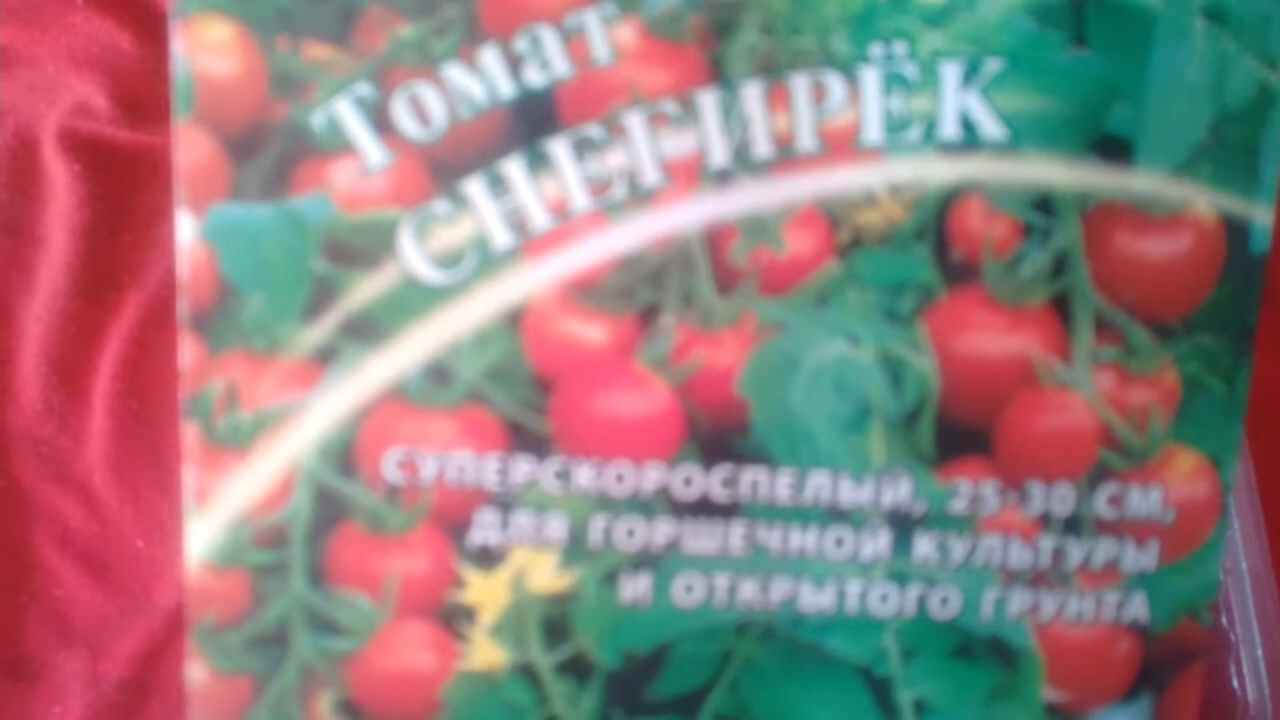 Томат
СНЕГИРЁК
СУПЕРСКОРОСПЕЛЫЙ, 25-30 СМ,
ДЛЯ ГОРШЕЧНОЙ КУЛЬТУРЫ
И ОТКРЫТОГО ГРУНТА